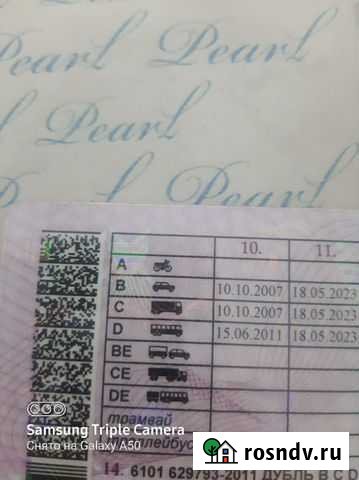 Pearl
Pearl
Pearl
Pearl
10. 11.
A
B 10.10.2007 18.05.2023
C 10.10.2007 18.05.2023
D 15.06.2011 18.05.2023
BE
CE
DE
трамвай
Samsung Triple Camera
Снято на Galaxy A50
rosndv.ru
14. 6101 629793-2011 ДУБЛЬ B C D